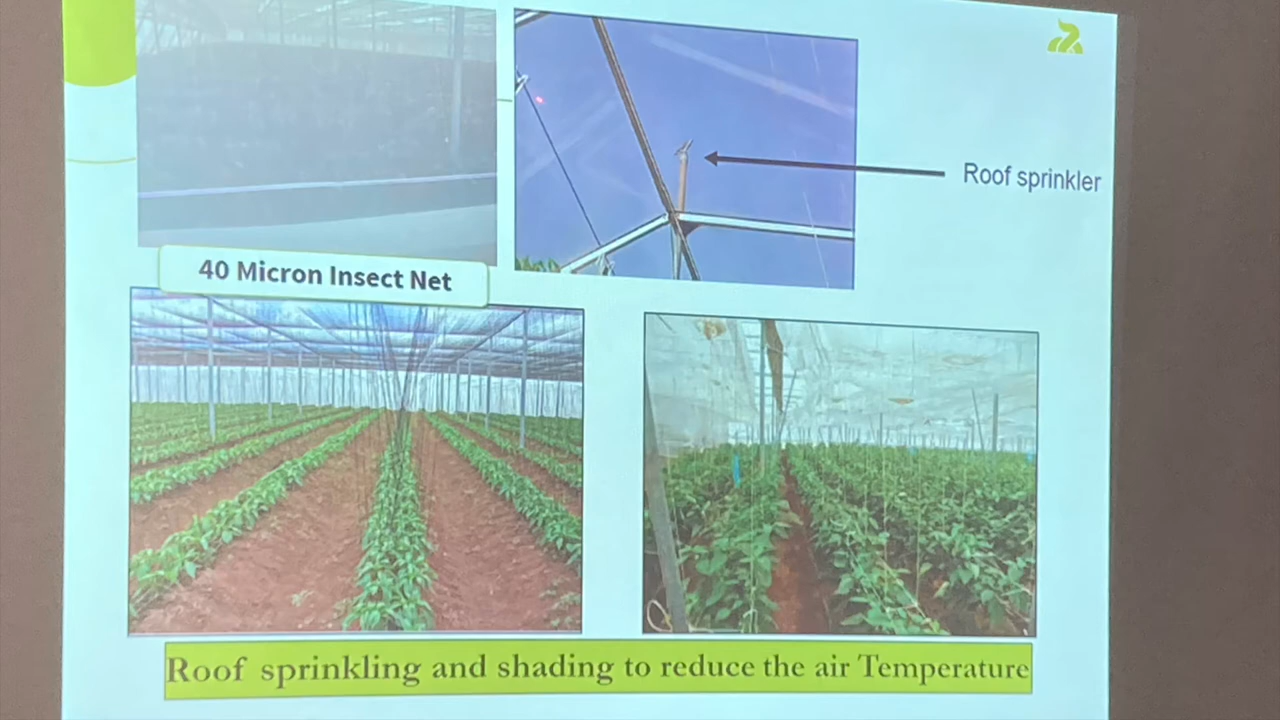 Roof sprinkler
40 Micron Insect Net
Roof sprinkling and shading to reduce the air Temperature